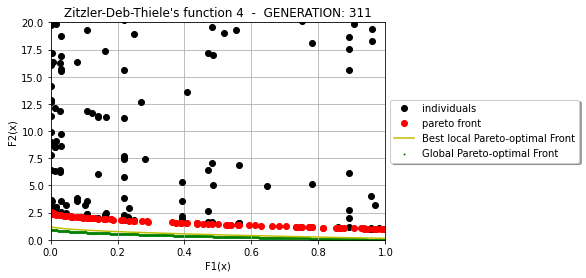 Zitzler-Deb-Thiele's function 4 - GENERATION: 311
20.0
17.5
15.0
12.5
10.0
7.5
5.0
2.5
0.0
F2(x)
0.0 0.2 0.4 0.6 0.8 1.0
F1(x)
individuals
pareto front
Best local Pareto-optimal Front
Global Pareto-optimal Front